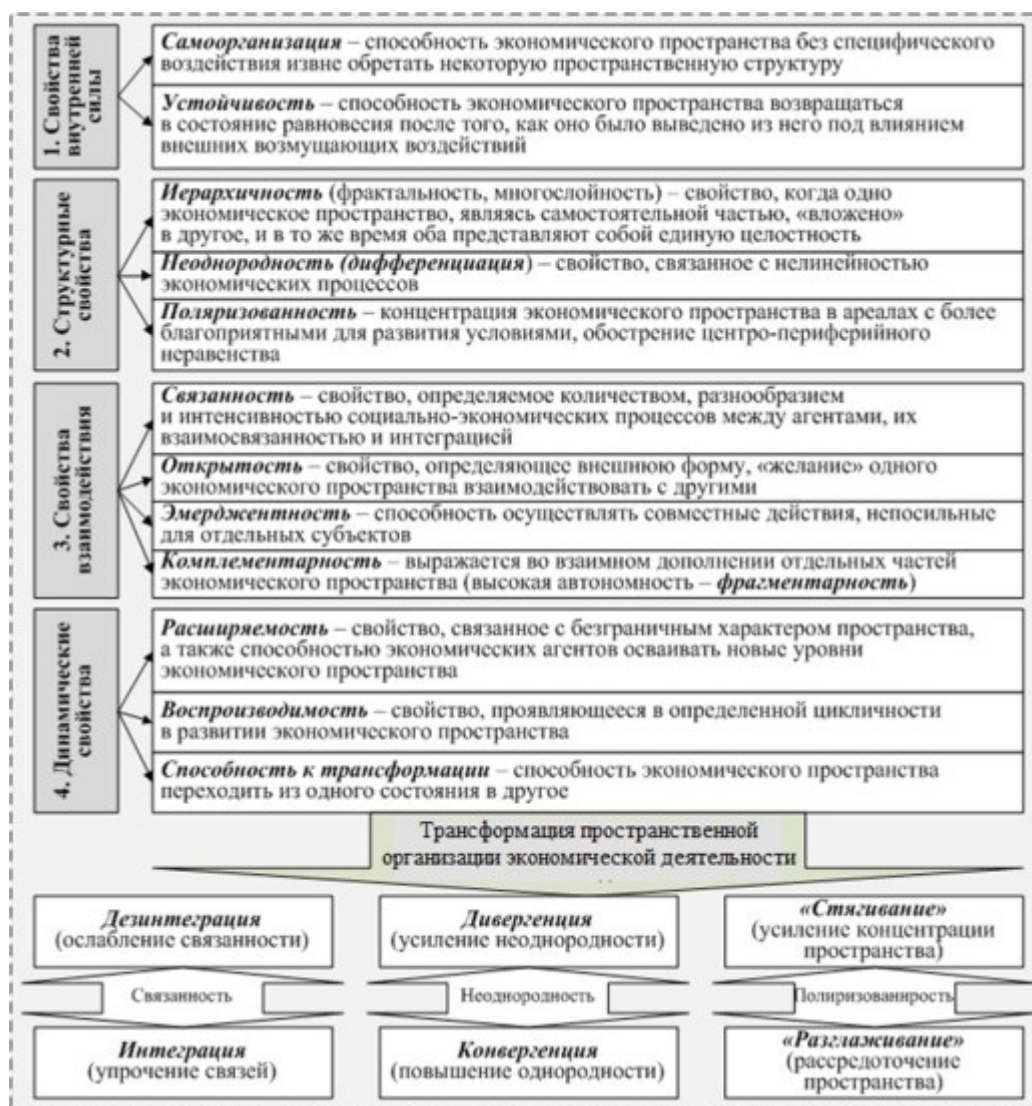 1. Свойства
внутренней
силы
Самоорганизация – способность экономического пространства без специфического
воздействия извне обретать некоторую пространственную структуру
Устойчивость – способность экономического пространства возвращаться
в состояние равновесия после того, как оно было выведено из него под влиянием
внешних возмущающих воздействий
2. Структурные
свойства
Иерархичность (фрактальность, многослойность) – свойство, когда одно
экономическое пространство, являясь самостоятельной частью, «вложено»
в другое, и в то же время оба представляют собой единую целостность
Неоднородность (дифференциация) – свойство, связанное с нелинейностью
экономических процессов
Поляризованность – концентрация экономического пространства в ареалах с более
благоприятными для развития условиями, обострение центро-периферийного
неравенства
3. Свойства
взаимодействия
Связанность – свойство, определяемое количеством, разнообразием
и интенсивностью социально-экономических процессов между агентами, их
взаимосвязанностью и интеграцией
Открытость – свойство, определяющее внешнюю форму, «желание» одного
экономического пространства взаимодействовать с другими
Эмерджентность – способность осуществлять совместные действия, непосильные
для отдельных субъектов
Комплементарность – выражается во взаимном дополнении отдельных частей
экономического пространства (высокая автономность – фрагментарность)
4. Динамические
свойства
Расширяемость – свойство, связанное с безграничным характером пространства,
а также способностью экономических агентов осваивать новые уровни
экономического пространства
Воспроизводимость – свойство, проявляющееся в определенной цикличности
в развитии экономического пространства
Способность к трансформации – способность экономического пространства
переходить из одного состояния в другое
Трансформация пространственной
организации экономической деятельности
Дезинтеграция
(ослабление связанности)
Дивергенция
(усиление неоднородности)
«Стягивание»
(усиление концентрации
пространства)
Связанность
Неоднородность
Полиризованнрость
Интеграция
(упрочение связей)
Конвергенция
(повышение однородности)
«Разглаживание»
(рассредоточение
пространства)